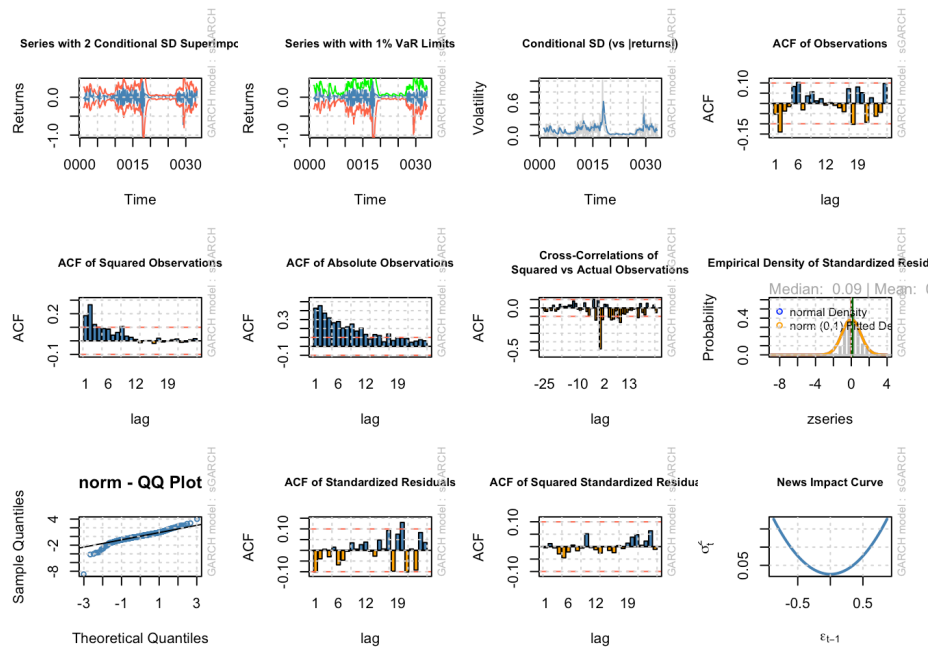 Series with 2 Conditional SD Superimpo
Returns
0.0
-1.0
0000 0015 0030
Time
GARCH model : sGARCH
Series with with 1% VaR Limits
Returns
0.0
-1.0
0000 0015 0030
Time
GARCH model : sGARCH
Conditional SD (vs |returns|)
Volatility
0.6
0.0
0000 0015 0030
Time
GARCH model : sGARCH
ACF of Observations
ACF
0.10
-0.15
1 6 12 19
lag
GARCH model : sGARCH
ACF of Squared Observations
ACF
0.2
-0.1
1 6 12 19
lag
GARCH model : sGARCH
ACF of Absolute Observations
ACF
0.3
-0.1
1 6 12 19
lag
GARCH model : sGARCH
Cross-Correlations of
Squared vs Actual Observations
ACF
0.0
-0.5
-25 -10 2 13
lag
GARCH model : sGARCH
Empirical Density of Standardized Resid
Median: 0.09 | Mean: 0
Probability
0.4
0.0
normal Density
norm (0,1) Fitted De
-8 -4 0 4
zseries
GARCH model : sGARCH
norm - QQ Plot
Sample Quantiles
4
-2
-8
-3 -1 1 3
Theoretical Quantiles
GARCH model : sGARCH
ACF of Standardized Residuals
ACF
0.10
-0.10
1 6 12 19
lag
GARCH model : sGARCH
ACF of Squared Standardized Residua
ACF
0.10
-0.10
1 6 12 19
lag
GARCH model : sGARCH
News Impact Curve
0.05
-0.5 0.5
εt−1
GARCH model : sGARCH